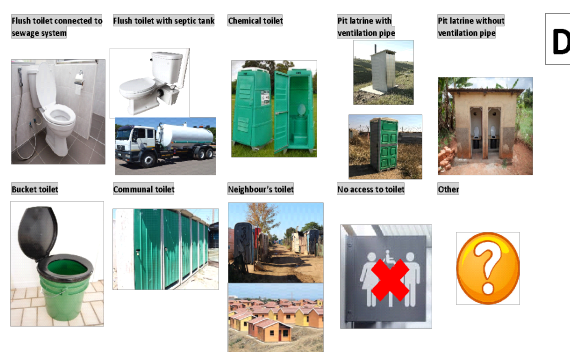 Flush toilet connected to
sewage system
Flush toilet with septic tank
Chemical toilet
Pit latrine with
ventilation pipe
Pit latrine without
ventilation pipe
D
Bucket toilet
Communal toilet
Neighbour's toilet
No access to toilet
Other
?